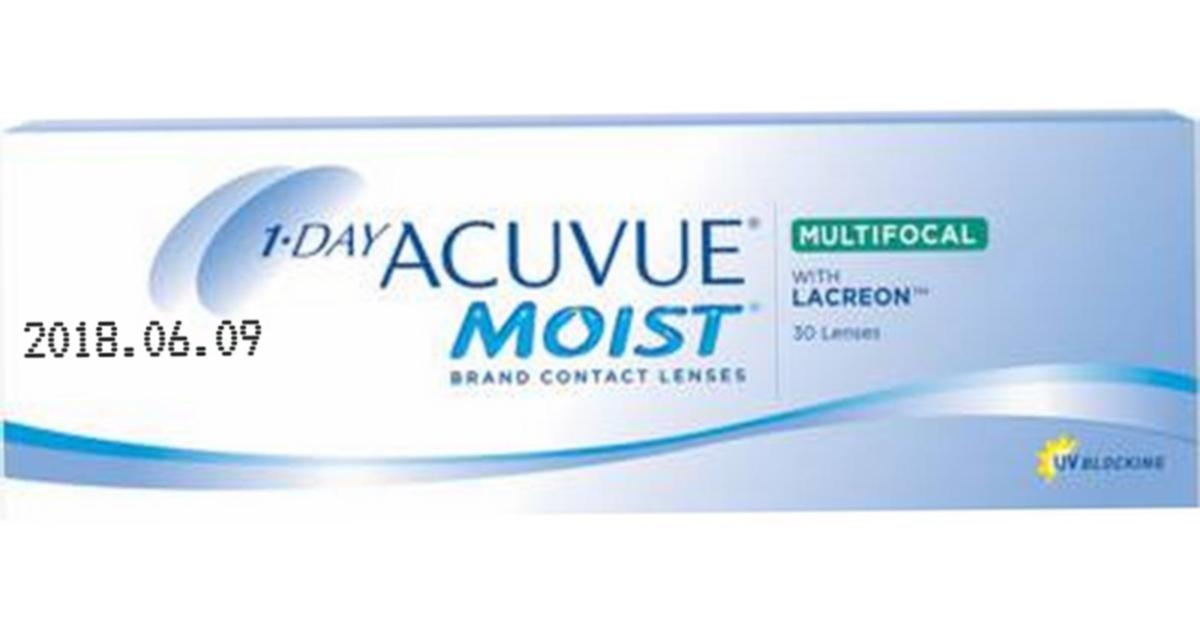 1·DAY ACUVUE®
MOIST®
BRAND CONTACT LENSES
MULTIFOCAL
WITH
LACREON™
30 Lenses
2018.06.09
UV BLOCKING